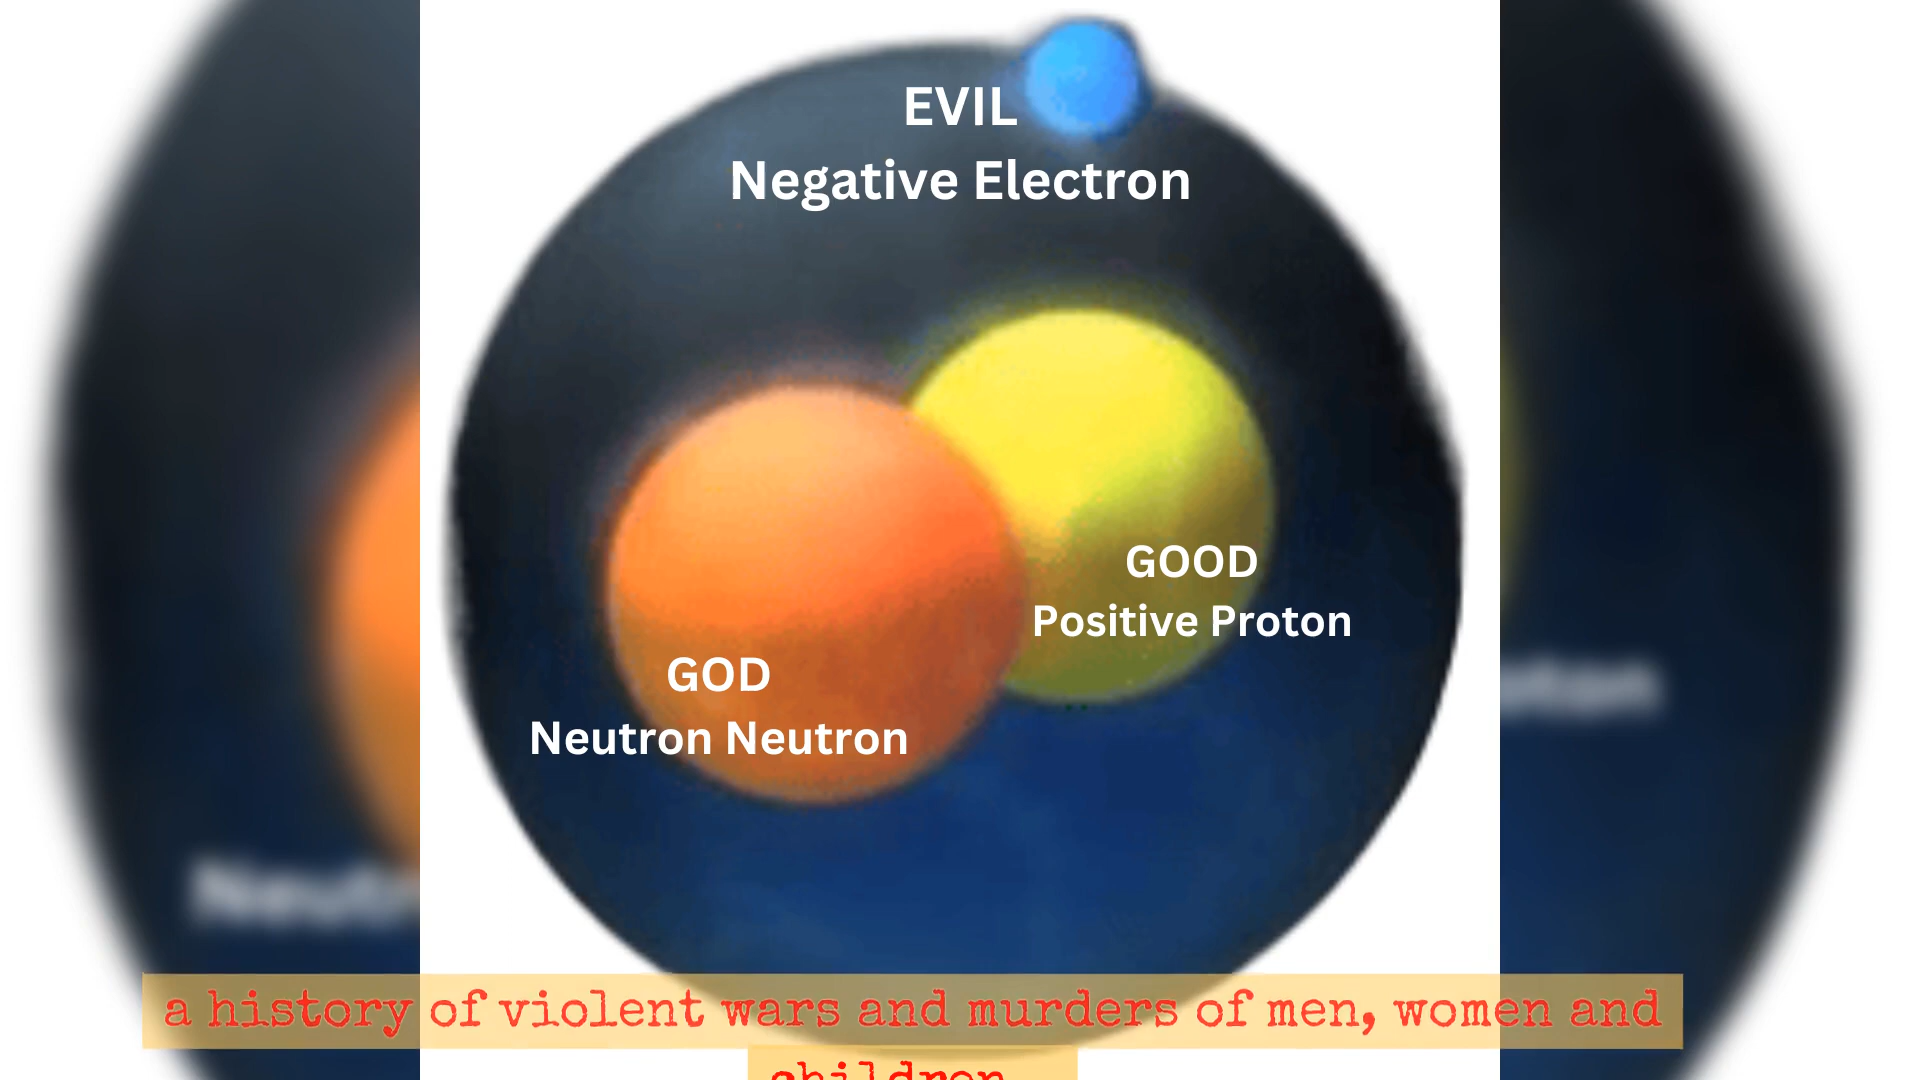 EVIL
Negative Electron
GOOD
Positive Proton
GOD
Neutron Neutron
a history of violent wars and murders of men, women and
children